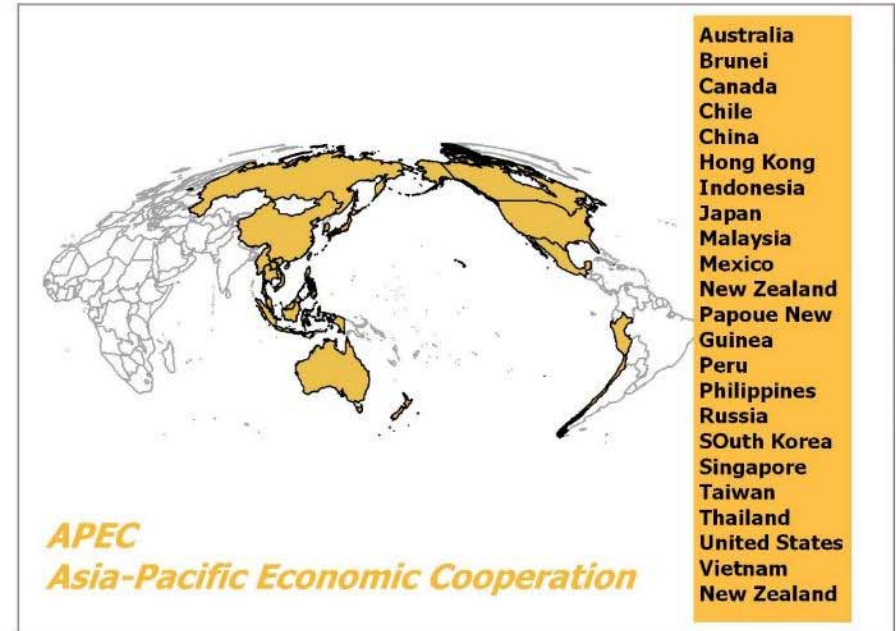 Australia
Brunei
Canada
Chile
China
Hong Kong
Indonesia
Japan
Malaysia
Mexico
New Zealand
Papoue New
Guinea
Peru
Philippines
Russia
SOuth Korea
Singapore
Taiwan
Thailand
United States
Vietnam
New Zealand
APEC
Asia-Pacific Economic Cooperation